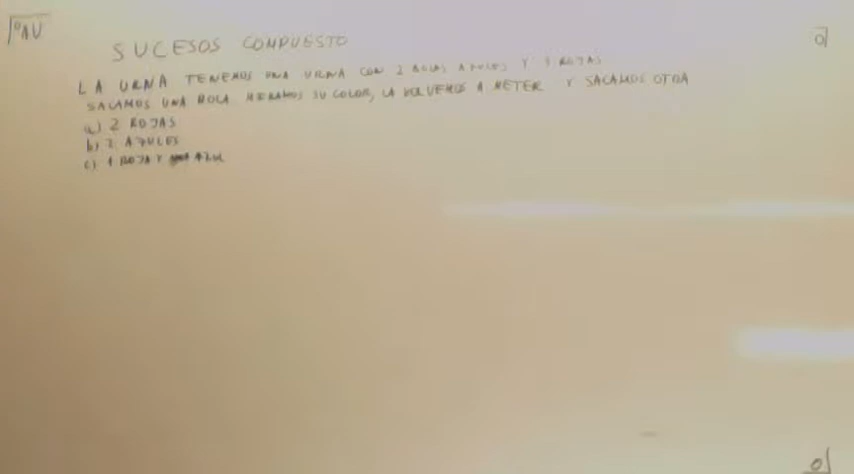 SUCESOS COMPUESTO
LA URNA TENEMOS UNA URNA CON 2 BOLAS AZULES Y 3 ROJAS
SACAMOS UNA BOLA MIRAMOS SU COLOR, LA VOLVEMOS A METER Y SACAMOS OTRA
a) 2 ROJAS
b) 2 AZULES
c) 1 ROJA Y AZUL